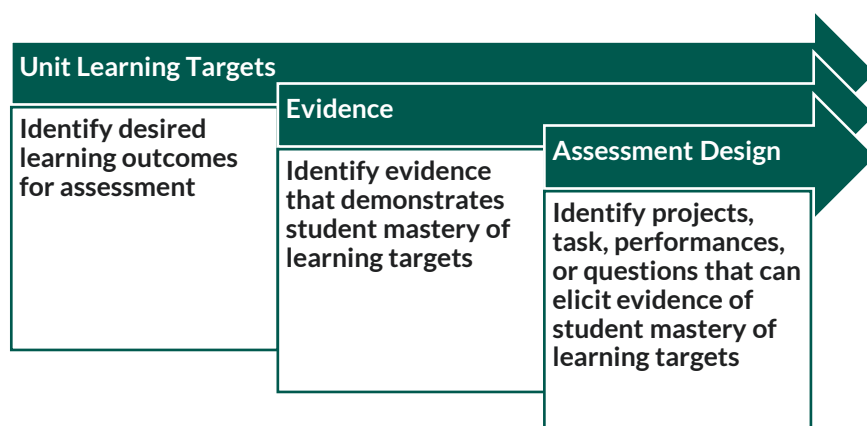 Unit Learning Targets
Identify desired
learning outcomes
for assessment
Evidence
Identify evidence
that demonstrates
student mastery of
learning targets
Assessment Design
Identify projects,
task, performances,
or questions that can
elicit evidence of
student mastery of
learning targets